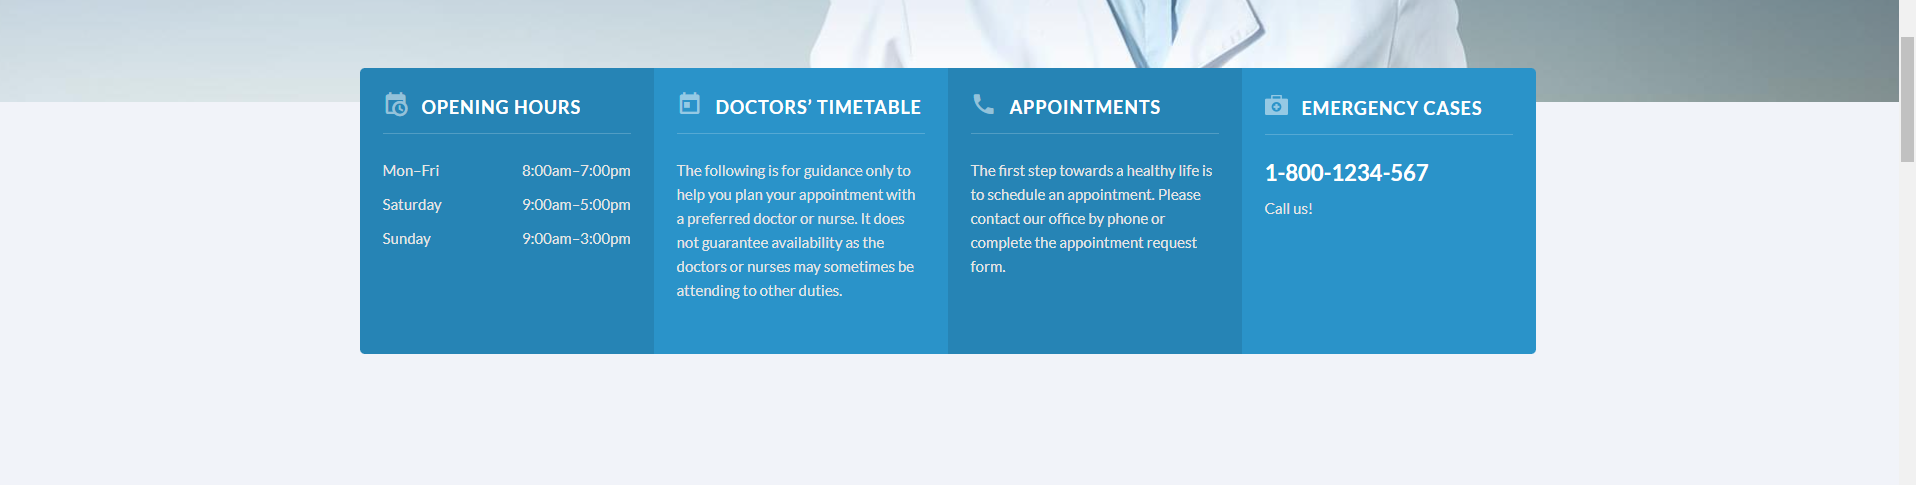 OPENING HOURS
Mon–Fri 8:00am–7:00pm
Saturday 9:00am–5:00pm
Sunday 9:00am–3:00pm
DOCTORS’ TIMETABLE
The following is for guidance only to
help you plan your appointment with
a preferred doctor or nurse. It does
not guarantee availability as the
doctors or nurses may sometimes be
attending to other duties.
APPOINTMENTS
The first step towards a healthy life is
to schedule an appointment. Please
contact our office by phone or
complete the appointment request
form.
EMERGENCY CASES
1-800-1234-567
Call us!